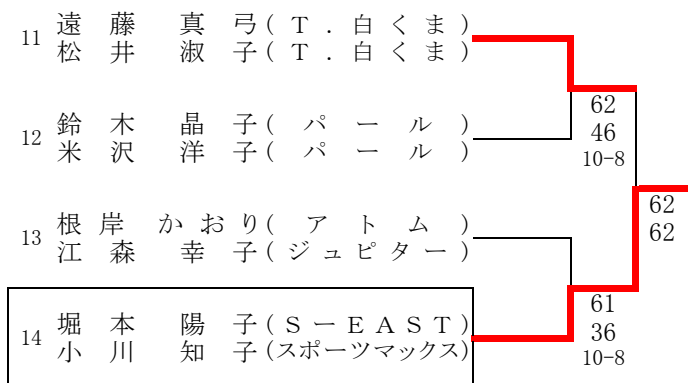 11 遠藤 真弓(T.白くま)
松井 淑子(T.白くま)
62
46
10-8
12 鈴木 晶子(パール)
米沢 洋子(パール)
62
62
13 根岸 かおり(アトム)
江森 幸子(ジュピター)
61
36
10-8
14 堀本 陽子(S-EAST)
小川 知子(スポーツマックス)